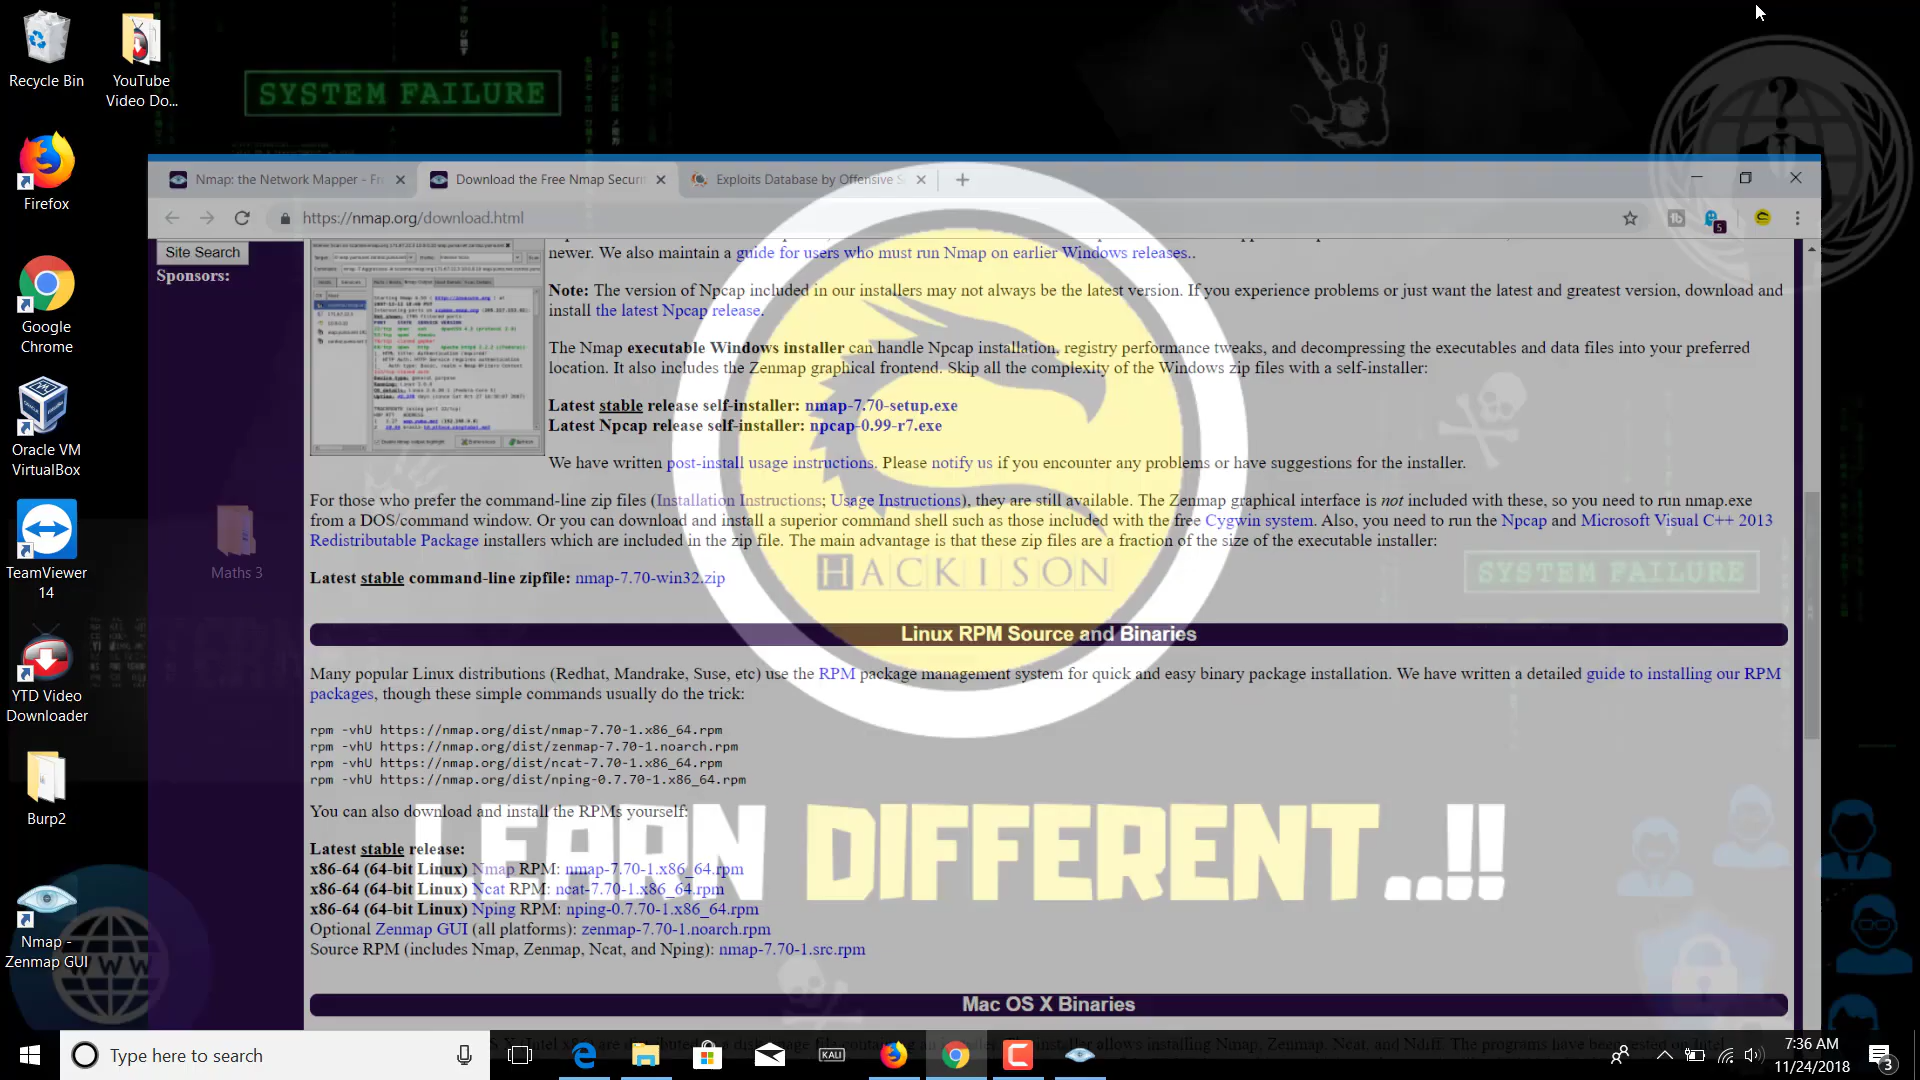 Recycle Bin
YouTube
Video Do...
SYSTEM FAILURE
Firefox
Google
Chrome
Oracle VM
VirtualBox
TeamViewer
14
YTD Video
Downloader
Burp2
Nmap -
Zenmap GUI
Maths 3
Nmap: the Network Mapper - Fr
Download the Free Nmap Securi
Exploits Database by Offensive S
https://nmap.org/download.html
5
Site Search
Sponsors:
newer. We also maintain a guide for users who must run Nmap on earlier Windows releases..
Note: The version of Npcap included in our installers may not always be the latest version. If you experience problems or just want the latest and greatest version, download and
install the latest Npcap release.
The Nmap executable Windows installer can handle Npcap installation, registry performance tweaks, and decompressing the executables and data files into your preferred
location. It also includes the Zenmap graphical frontend. Skip all the complexity of the Windows zip files with a self-installer:
Latest stable release self-installer: nmap-7.70-setup.exe
Latest Npcap release self-installer: npcap-0.99-r7.exe
We have written post-install usage instructions. Please notify us if you encounter any problems or have suggestions for the installer.
For those who prefer the command-line zip files (Installation Instructions; Usage Instructions), they are still available. The Zenmap graphical interface is not included with these, so you need to run nmap.exe
from a DOS/command window. Or you can download and install a superior command shell such as those included with the free Cygwin system. Also, you need to run the Npcap and Microsoft Visual C++ 2013
Redistributable Package installers which are included in the zip file. The main advantage is that these zip files are a fraction of the size of the executable installer:
Latest stable command-line zipfile: nmap-7.70-win32.zip
HACKISON
SYSTEM FAILURE
Linux RPM Source and Binaries
Many popular Linux distributions (Redhat, Mandrake, Suse, etc) use the RPM package management system for quick and easy binary package installation. We have written a detailed guide to installing our RPM
packages, though these simple commands usually do the trick:
rpm -vhU https://nmap.org/dist/nmap-7.70-1.x86_64.rpm
rpm -vhU https://nmap.org/dist/zenmap-7.70-1.noarch.rpm
rpm -vhU https://nmap.org/dist/ncat-7.70-1.x86_64.rpm
rpm -vhU https://nmap.org/dist/nping-0.7.70-1.x86_64.rpm
You can also download and install the RPMs yourself:
LEARN DIFFERENT..!!
Latest stable release:
x86-64 (64-bit Linux) Nmap RPM: nmap-7.70-1.x86_64.rpm
x86-64 (64-bit Linux) Ncat RPM: ncat-7.70-1.x86_64.rpm
x86-64 (64-bit Linux) Nping RPM: nping-0.7.70-1.x86_64.rpm
Optional Zenmap GUI (all platforms): zenmap-7.70-1.noarch.rpm
Source RPM (includes Nmap, Zenmap, Ncat, and Nping): nmap-7.70-1.src.rpm
Mac OS X Binaries
WWW
Type here to search
KALI
7:36 AM
11/24/2018
3